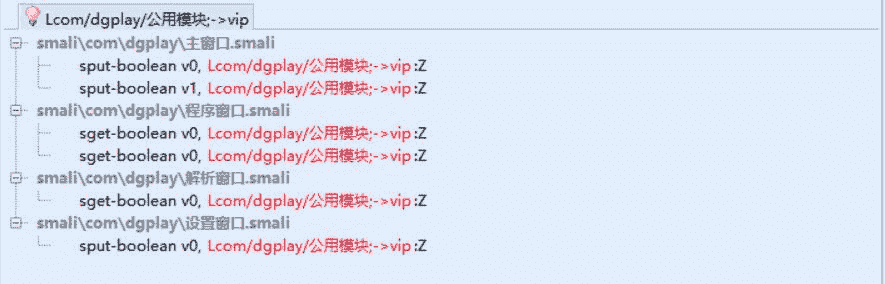 Lcom/dgplay/公用模块;->vip
smali\com\dgplay\主窗口.smali
sput-boolean v0, Lcom/dgplay/公用模块;->vip:Z
sput-boolean v1, Lcom/dgplay/公用模块;->vip:Z
smali\com\dgplay\程序窗口.smali
sget-boolean v0, Lcom/dgplay/公用模块;->vip:Z
sget-boolean v0, Lcom/dgplay/公用模块;->vip:Z
smali\com\dgplay\解析窗口.smali
sget-boolean v0, Lcom/dgplay/公用模块;->vip:Z
smali\com\dgplay\设置窗口.smali
sput-boolean v0, Lcom/dgplay/公用模块;->vip:Z